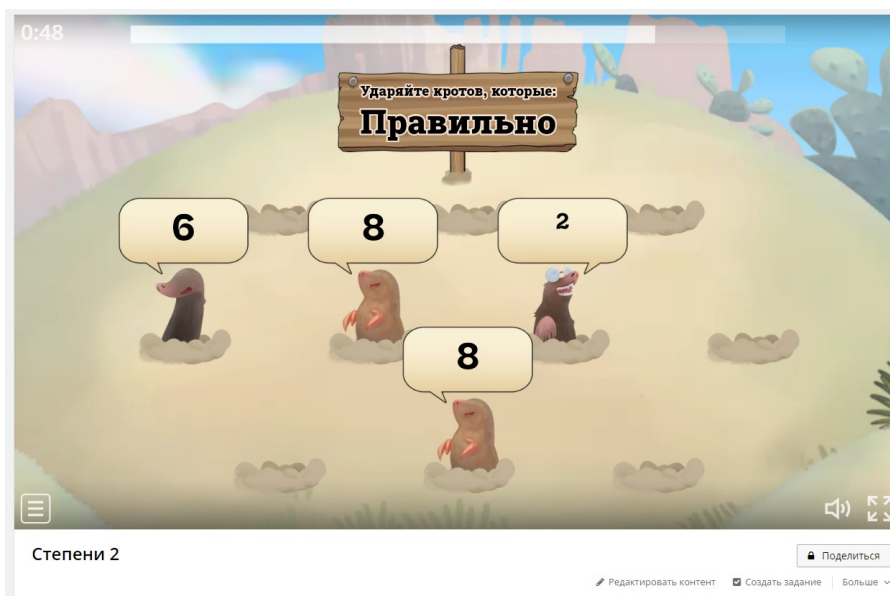 0:48
Ударяйте кротов, которые:
Правильно
6
8
2
8
Степени 2
Поделиться
Редактировать контент
Создать задание
Больше